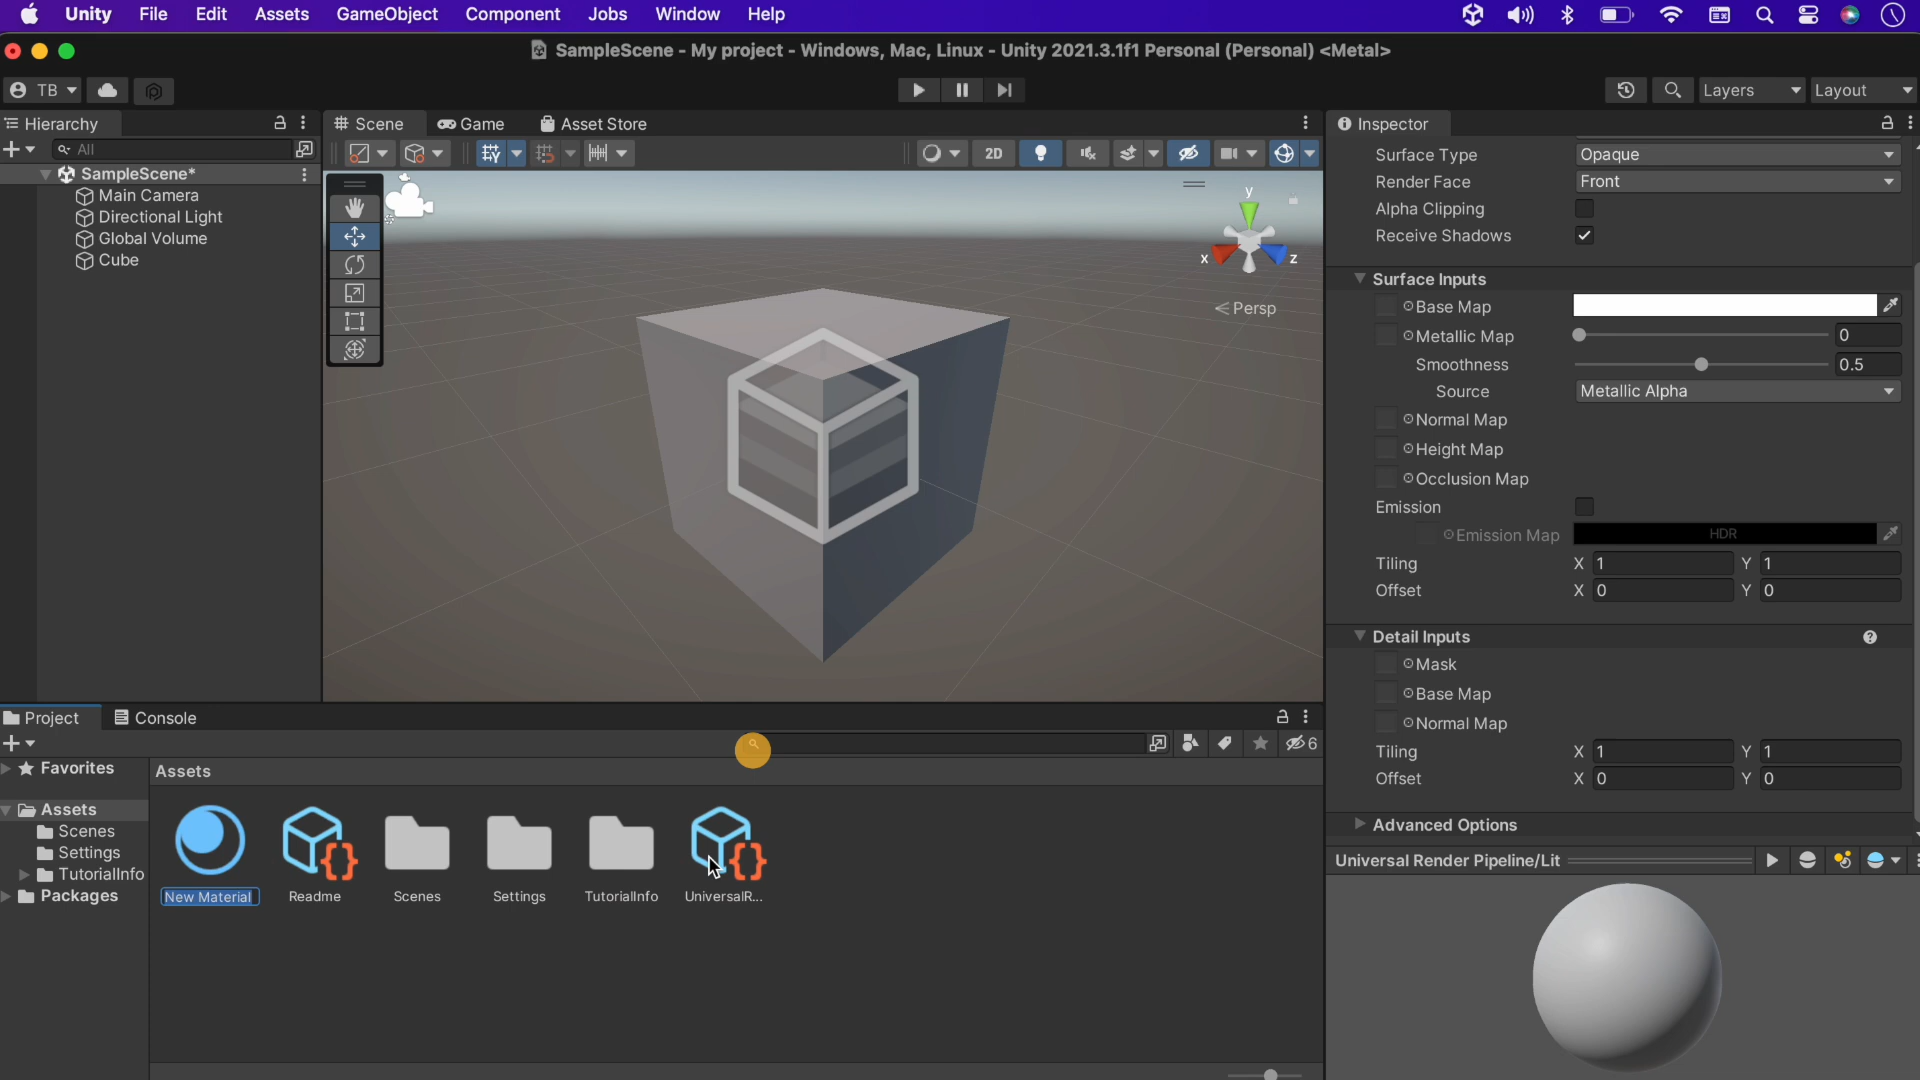 Unity File Edit Assets GameObject Component Jobs Window Help
SampleScene - My project - Windows, Mac, Linux - Unity 2021.3.1f1 Personal (Personal) <Metal>
TB Layers Layout
Hierarchy Scene Game Asset Store Inspector
All 2D
SampleScene*
Main Camera
Directional Light
Global Volume
Cube
y
x z
Persp
Surface Type Opaque
Render Face Front
Alpha Clipping
Receive Shadows
Surface Inputs
Base Map
Metallic Map 0
Smoothness 0.5
Source Metallic Alpha
Normal Map
Height Map
Occlusion Map
Emission
Emission Map HDR
Tiling X 1 Y 1
Offset X 0 Y 0
Detail Inputs
Mask
Base Map
Normal Map
Tiling X 1 Y 1
Offset X 0 Y 0
Advanced Options
Universal Render Pipeline/Lit
Project Console
6
Favorites
Assets
Scenes
Settings
TutorialInfo
Packages
Assets
New Material Readme Scenes Settings TutorialInfo UniversalR...